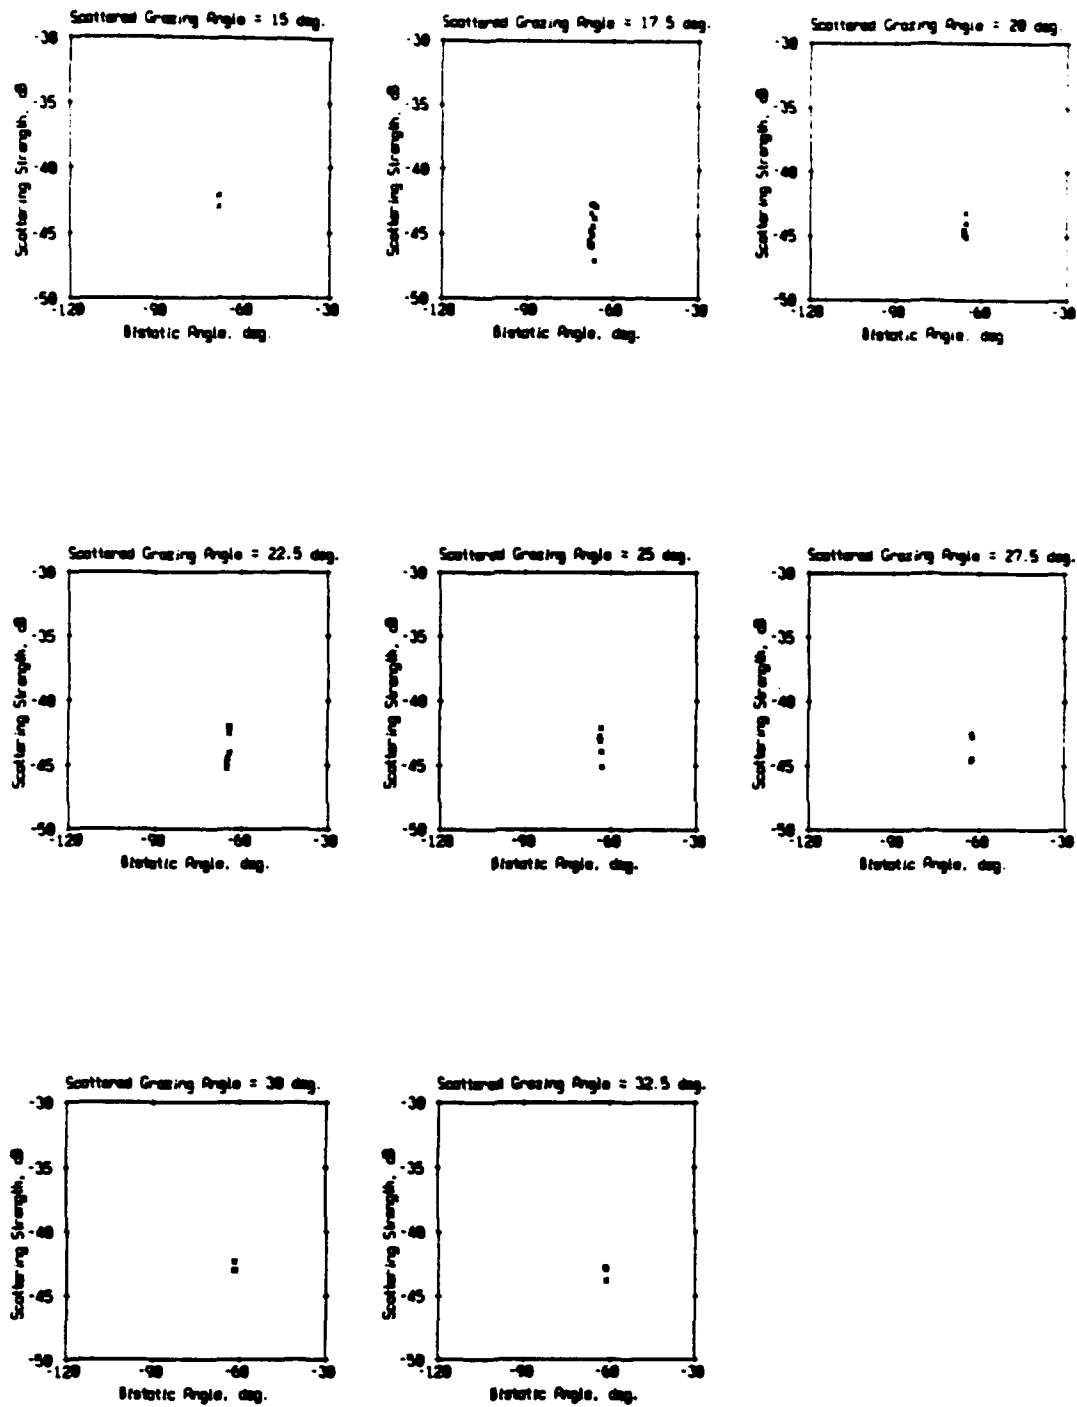 Scattered Grazing Angle = 15 deg.
Scattering Strength, dB
-30
-35
-40
-45
-50
-120 -90 -60 -30
Bistatic Angle, deg.
Scattered Grazing Angle = 17.5 deg.
Scattering Strength, dB
-30
-35
-40
-45
-50
-120 -90 -60 -30
Bistatic Angle, deg.
Scattered Grazing Angle = 20 deg.
Scattering Strength, dB
-30
-35
-40
-45
-50
-120 -90 -60 -30
Bistatic Angle, deg
Scattered Grazing Angle = 22.5 deg.
Scattering Strength, dB
-30
-35
-40
-45
-50
-120 -90 -60 -30
Bistatic Angle, deg.
Scattered Grazing Angle = 25 deg.
Scattering Strength, dB
-30
-35
-40
-45
-50
-120 -90 -60 -30
Bistatic Angle, deg.
Scattered Grazing Angle = 27.5 deg.
Scattering Strength, dB
-30
-35
-40
-45
-50
-120 -90 -60 -30
Bistatic Angle, deg.
Scattered Grazing Angle = 30 deg.
Scattering Strength, dB
-30
-35
-40
-45
-50
-120 -90 -60 -30
Bistatic Angle, deg.
Scattered Grazing Angle = 32.5 deg.
Scattering Strength, dB
-30
-35
-40
-45
-50
-120 -90 -60 -30
Bistatic Angle, deg.